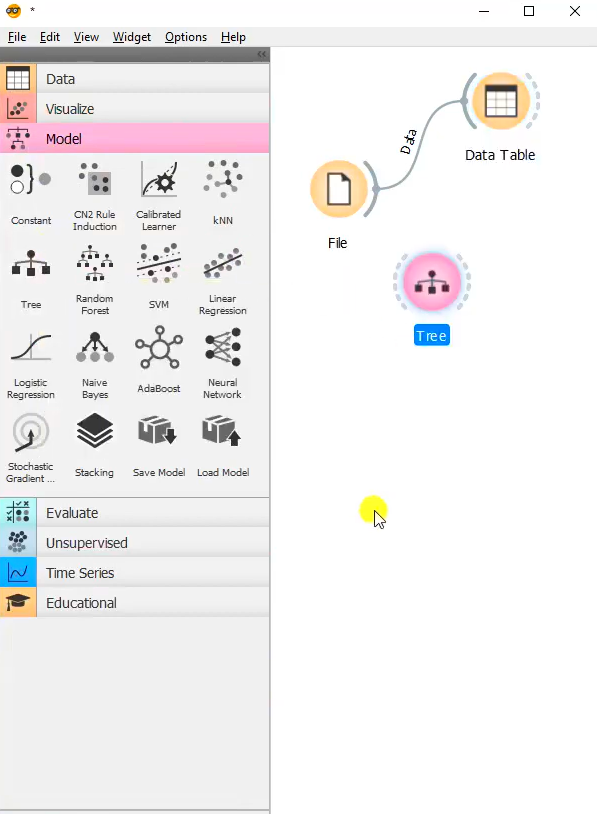 *
File Edit View Widget Options Help
Data
Visualize
Model
Constant
CN2 Rule
Induction
Calibrated
Learner
kNN
Tree
Random
Forest
SVM
Linear
Regression
Logistic
Regression
Naive
Bayes
AdaBoost
Neural
Network
Stochastic
Gradient ...
Stacking
Save Model
Load Model
Evaluate
Unsupervised
Time Series
Educational
Data
Data Table
File
Tree